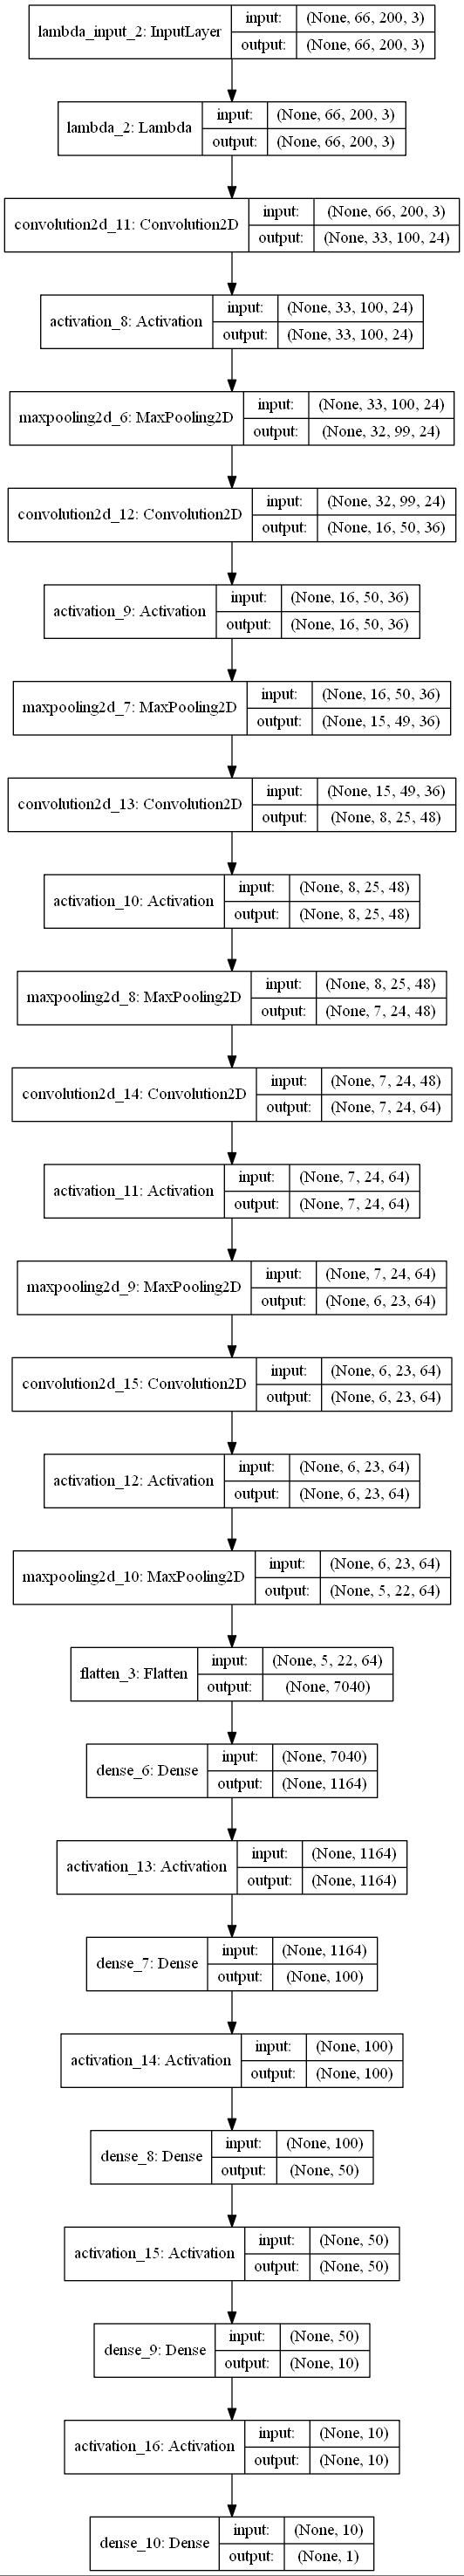 lambda_input_2: InputLayer input: (None, 66, 200, 3)
output: (None, 66, 200, 3)
lambda_2: Lambda input: (None, 66, 200, 3)
output: (None, 66, 200, 3)
convolution2d_11: Convolution2D input: (None, 66, 200, 3)
output: (None, 33, 100, 24)
activation_8: Activation input: (None, 33, 100, 24)
output: (None, 33, 100, 24)
maxpooling2d_6: MaxPooling2D input: (None, 33, 100, 24)
output: (None, 32, 99, 24)
convolution2d_12: Convolution2D input: (None, 32, 99, 24)
output: (None, 16, 50, 36)
activation_9: Activation input: (None, 16, 50, 36)
output: (None, 16, 50, 36)
maxpooling2d_7: MaxPooling2D input: (None, 16, 50, 36)
output: (None, 15, 49, 36)
convolution2d_13: Convolution2D input: (None, 15, 49, 36)
output: (None, 8, 25, 48)
activation_10: Activation input: (None, 8, 25, 48)
output: (None, 8, 25, 48)
maxpooling2d_8: MaxPooling2D input: (None, 8, 25, 48)
output: (None, 7, 24, 48)
convolution2d_14: Convolution2D input: (None, 7, 24, 48)
output: (None, 7, 24, 64)
activation_11: Activation input: (None, 7, 24, 64)
output: (None, 7, 24, 64)
maxpooling2d_9: MaxPooling2D input: (None, 7, 24, 64)
output: (None, 6, 23, 64)
convolution2d_15: Convolution2D input: (None, 6, 23, 64)
output: (None, 6, 23, 64)
activation_12: Activation input: (None, 6, 23, 64)
output: (None, 6, 23, 64)
maxpooling2d_10: MaxPooling2D input: (None, 6, 23, 64)
output: (None, 5, 22, 64)
flatten_3: Flatten input: (None, 5, 22, 64)
output: (None, 7040)
dense_6: Dense input: (None, 7040)
output: (None, 1164)
activation_13: Activation input: (None, 1164)
output: (None, 1164)
dense_7: Dense input: (None, 1164)
output: (None, 100)
activation_14: Activation input: (None, 100)
output: (None, 100)
dense_8: Dense input: (None, 100)
output: (None, 50)
activation_15: Activation input: (None, 50)
output: (None, 50)
dense_9: Dense input: (None, 50)
output: (None, 10)
activation_16: Activation input: (None, 10)
output: (None, 10)
dense_10: Dense input: (None, 10)
output: (None, 1)